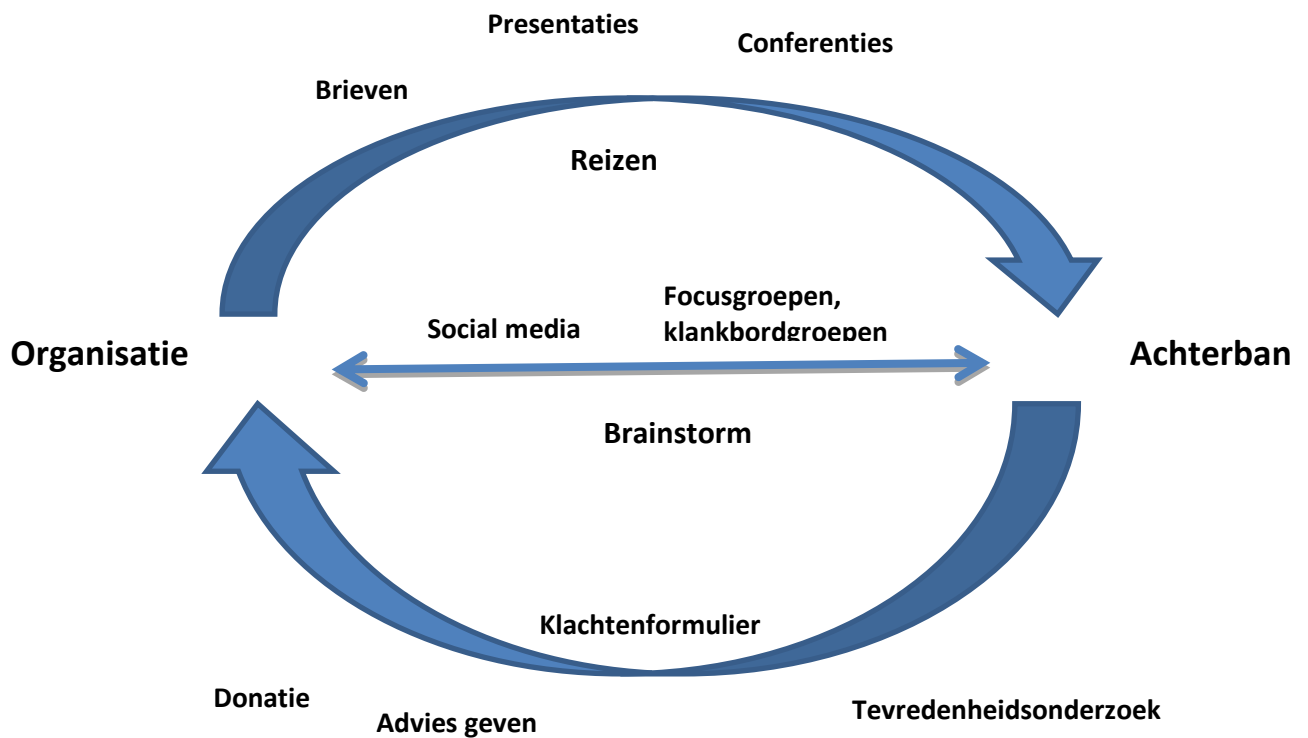 Presentaties
Conferenties
Brieven
Reizen
Focusgroepen,
klankbordgroepen
Social media
Organisatie
Achterban
Brainstorm
Klachtenformulier
Donatie
Advies geven
Tevredenheidsonderzoek